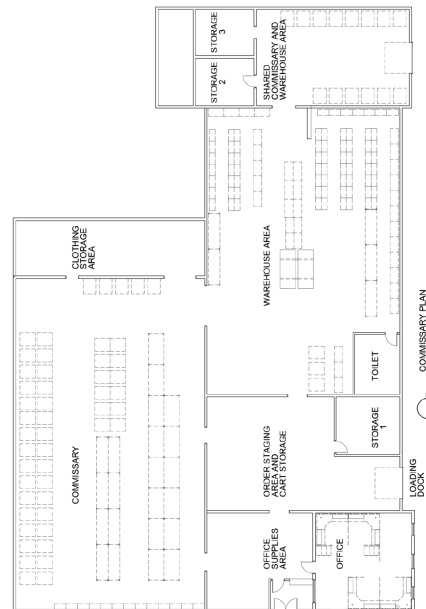 STORAGE
3
STORAGE
2
SHARED
COMMISSARY AND
WAREHOUSE AREA
CLOTHING
STORAGE
AREA
WAREHOUSE AREA
COMMISSARY
TOILET
ORDER STAGING
AREA AND
CART STORAGE
STORAGE
1
OFFICE
SUPPLIES
AREA
OFFICE
LOADING
DOCK
COMMISSARY PLAN